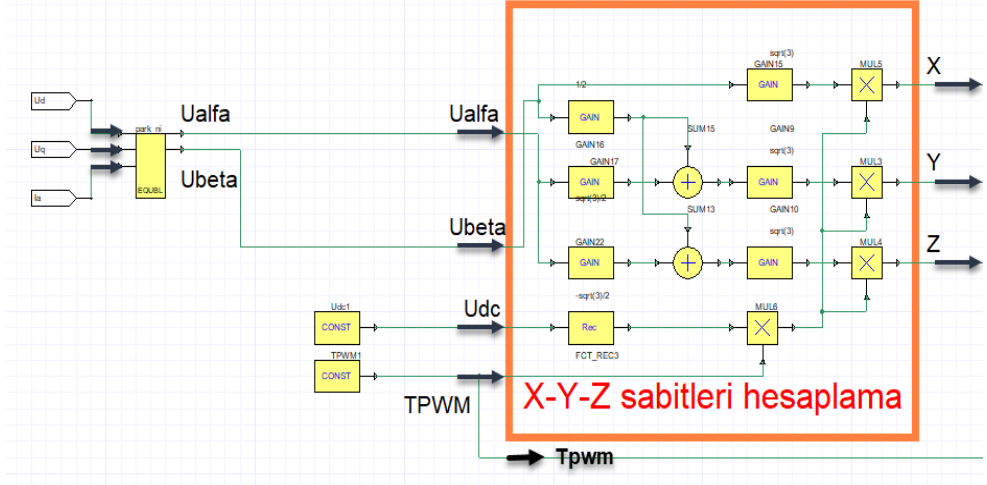 sqrt(3)
GAIN15
GAIN
MUL5
X
1/2
GAIN
GAIN16
Ud
Ualfa
Ualfa
park_ni
SUM15
GAIN9
Uq
EQUBL
Ubeta
GAIN17
GAIN
sqrt(3)/2
sqrt(3)
GAIN
MUL3
Y
Ia
SUM13
GAIN10
Ubeta
GAIN22
GAIN
sqrt(3)
GAIN
MUL4
Z
-sqrt(3)/2
Udc1
CONST
Udc
Rec
FCT_REC3
MUL6
TPWM1
CONST
TPWM
X-Y-Z sabitleri hesaplama
Tpwm